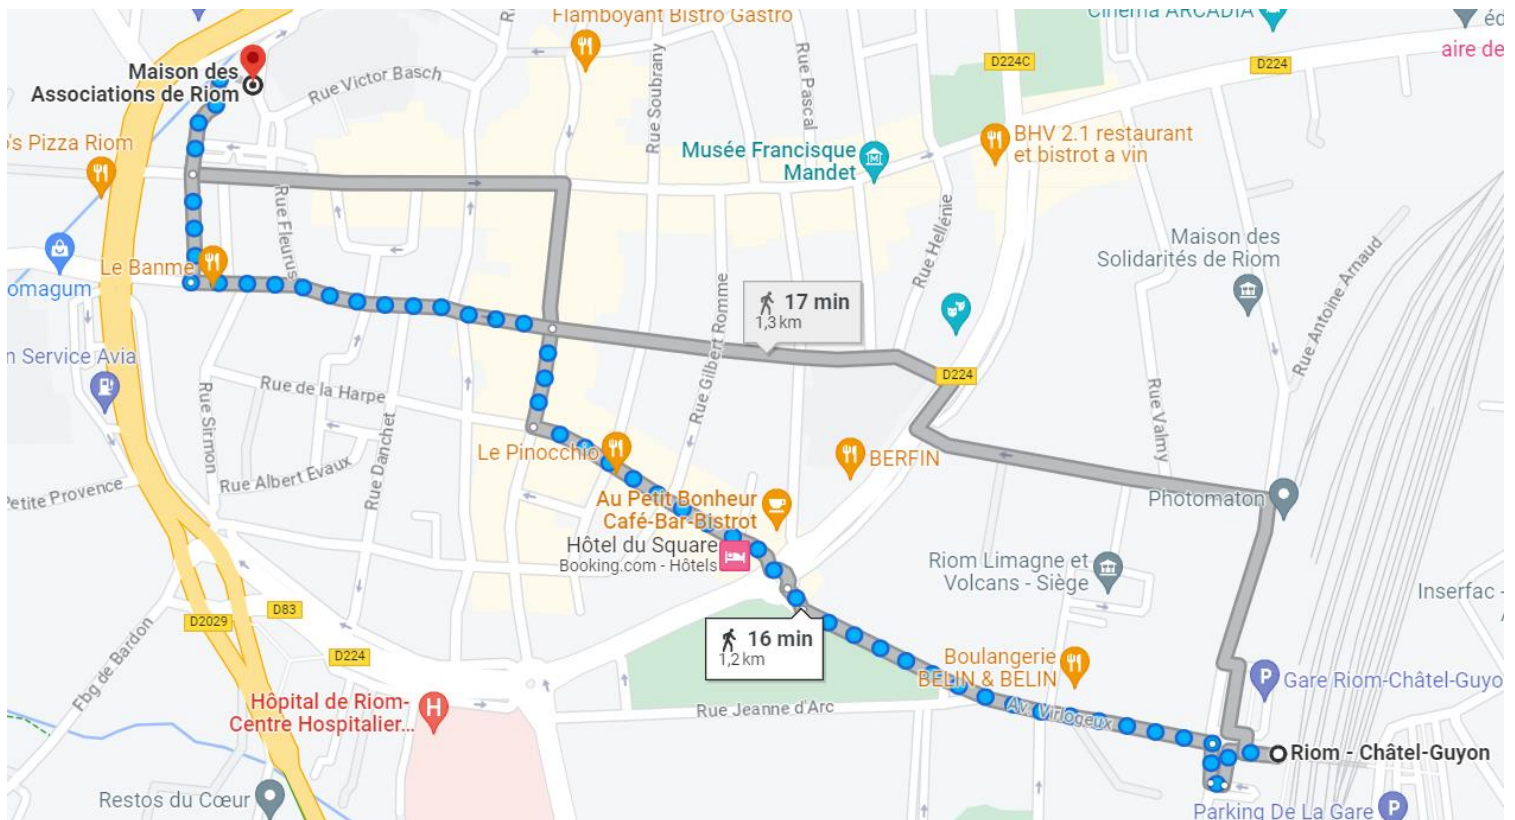 Flamboyant Bistro Gastro
Cinéma ARCADIA
éd
aire de
D224C
D224
Maison des
Associations de Riom
Rue Victor Basch
Rue Soubrany
Rue Pascal
's Pizza Riom
Musée Francisque
Mandet
BHV 2.1 restaurant
et bistrot a vin
Rue Fleurus
Rue Hellénie
Maison des
Solidarités de Riom
Rue Antoine Arnaud
Le Banme
omagum
17 min
1,3 km
Rue Gilbert Romme
n Service Avia
Rue de la Harpe
D224
Rue Sirmon
Rue Danchet
Rue Valmy
Le Pinocchio
BERFIN
Rue Albert Evaux
Petite Provence
Au Petit Bonheur
Café-Bar-Bistrot
Photomaton
Hôtel du Square
Booking.com - Hôtels
Riom Limagne et
Volcans - Siège
Inserfac -
D83
D2029
D224
16 min
1,2 km
Fbg de Bardon
Boulangerie
BELIN & BELIN
Gare Riom-Châtel-Guyo
Hôpital de Riom-
Centre Hospitalier...
Rue Jeanne d'Arc
Av. Virlogeux
Riom - Châtel-Guyon
Restos du Cœur
Parking De La Gare